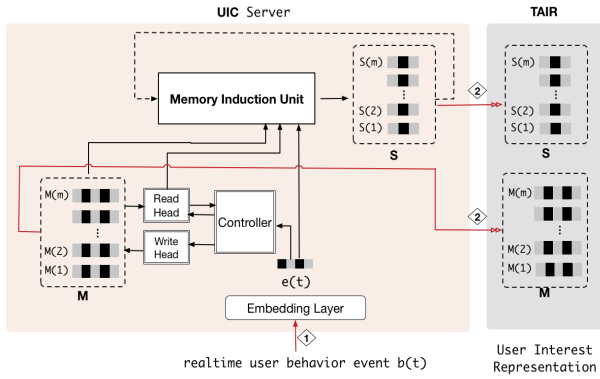 UIC Server
TAIR
S(m)
S(2)
S(1)
S
Memory Induction Unit
2
S(m)
S(2)
S(1)
S
M(m)
M(2)
M(1)
M
Read
Head
Write
Head
Controller
e(t)
2
M(m)
M(2)
M(1)
M
Embedding Layer
1
realtime user behavior event b(t)
User Interest
Representation